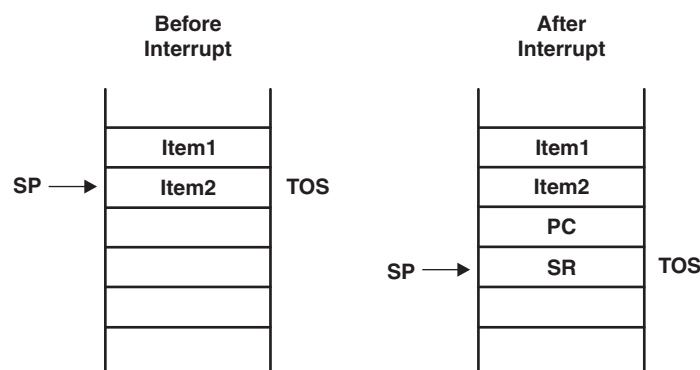 Before
Interrupt
After
Interrupt
Item1
Item1
SP
Item2
TOS
Item2
PC
SP
SR
TOS